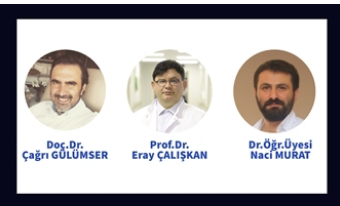 Doç.Dr.
Çağrı GÜLÜMSER
Prof.Dr.
Eray ÇALIŞKAN
Dr.Öğr.Üyesi
Naci MURAT